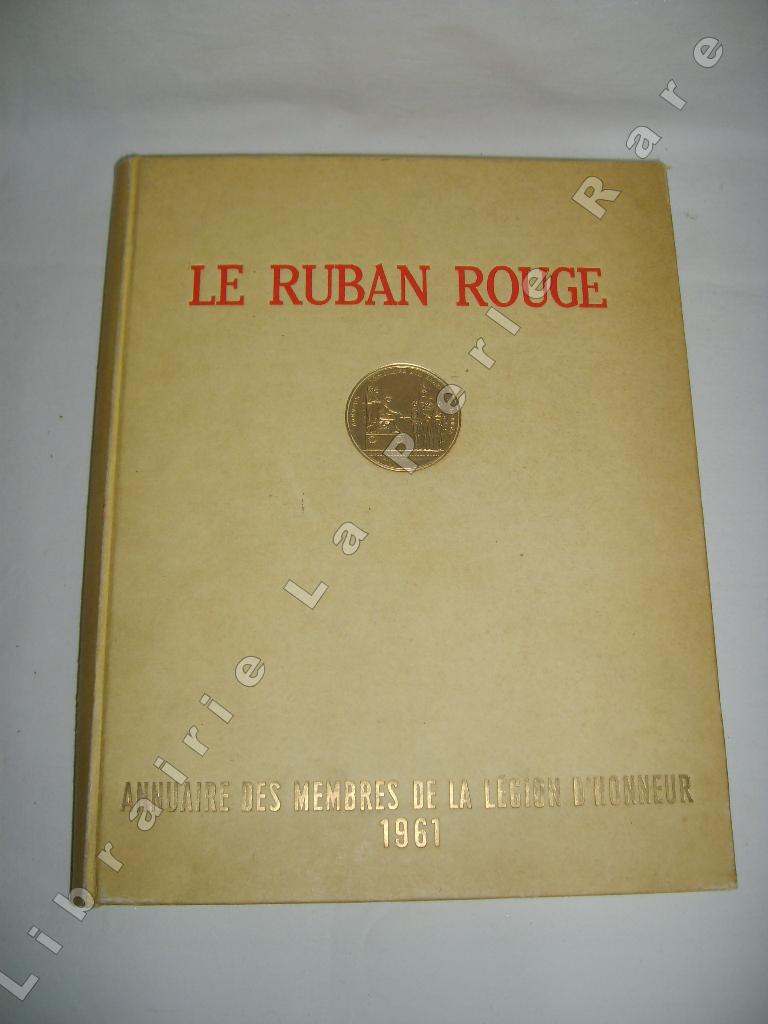 LE RUBAN ROUGE
ANNUAIRE DES MEMBRES DE LA LÉGION D'HONNEUR
1961
Librairie La Perle Rare